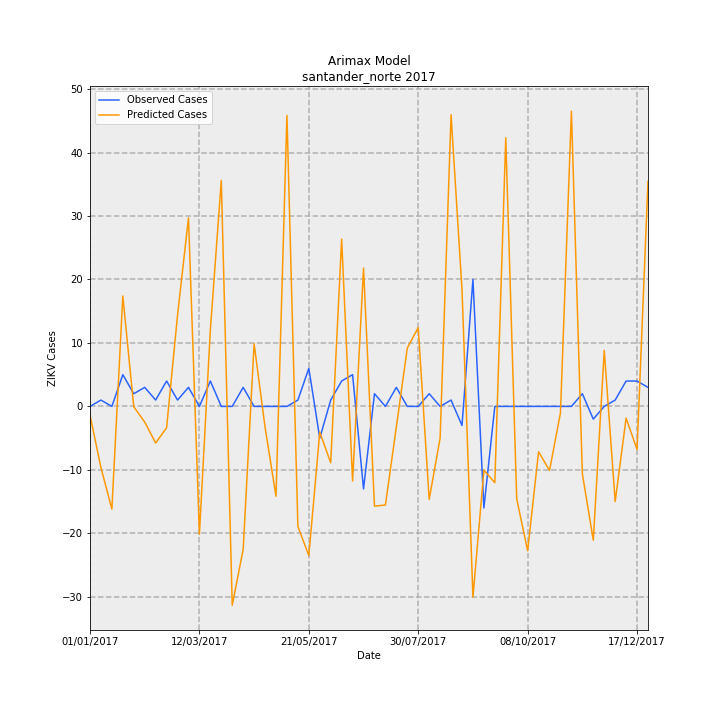 Arimax Model
santander_norte 2017
Observed Cases
Predicted Cases
ZIKV Cases
50
40
30
20
10
0
−10
−20
−30
01/01/2017
12/03/2017
21/05/2017
30/07/2017
08/10/2017
17/12/2017
Date